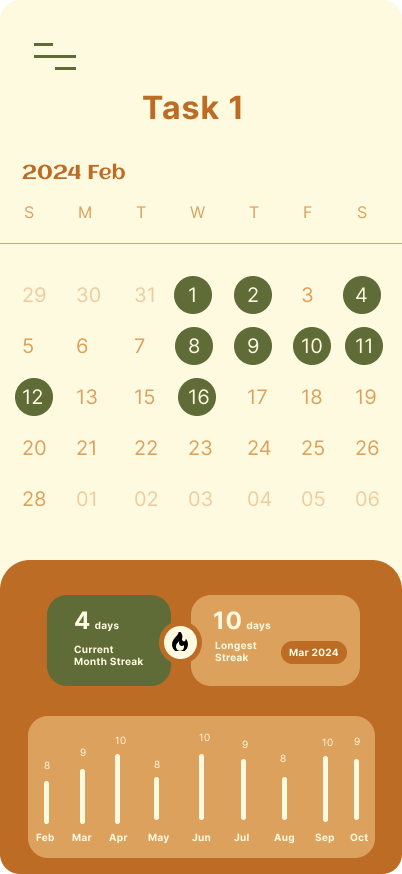 Task 1
2024 Feb
S M T W T F S
29 30 31 1 2 3 4
5 6 7 8 9 10 11
12 13 15 16 17 18 19
20 21 22 23 24 25 26
28 01 02 03 04 05 06
4 days
Current
Month Streak
10 days
Longest
Streak
Mar 2024
8 9 10 8 10 9 8 10 9
Feb Mar Apr May Jun Jul Aug Sep Oct